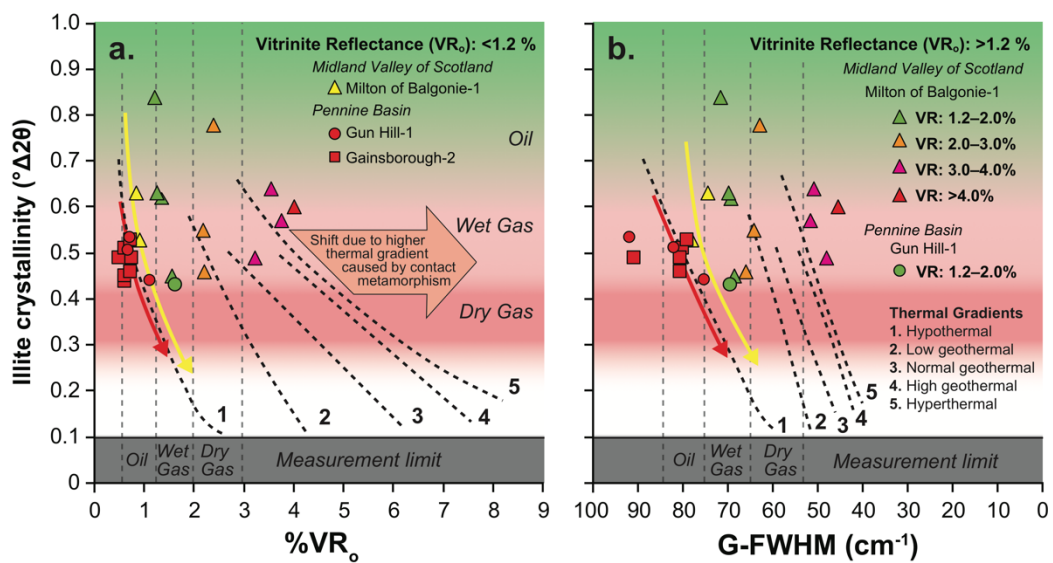 a.
Vitrinite Reflectance (VRo): <1.2 %
Midland Valley of Scotland
Milton of Balgonie-1
Pennine Basin
Gun Hill-1
Gainsborough-2
Oil
Wet Gas
Dry Gas
Shift due to higher
thermal gradient
caused by contact
metamorphism
1
2
3
4
5
Oil
Wet
Gas
Dry
Gas
Measurement limit
Illite crystallinity (°Δ2θ)
1.0
0.9
0.8
0.7
0.6
0.5
0.4
0.3
0.2
0.1
0
0 1 2 3 4 5 6 7 8 9
%VRo
b.
Vitrinite Reflectance (VRo): >1.2 %
Midland Valley of Scotland
Milton of Balgonie-1
VR: 1.2–2.0%
VR: 2.0–3.0%
VR: 3.0–4.0%
VR: >4.0%
Pennine Basin
Gun Hill-1
VR: 1.2–2.0%
Thermal Gradients
1. Hypothermal
2. Low geothermal
3. Normal geothermal
4. High geothermal
5. Hyperthermal
1
2
3
4
5
Oil
Wet
Gas
Dry
Gas
Measurement limit
100 90 80 70 60 50 40 30 20 10 0
G-FWHM (cm-1)